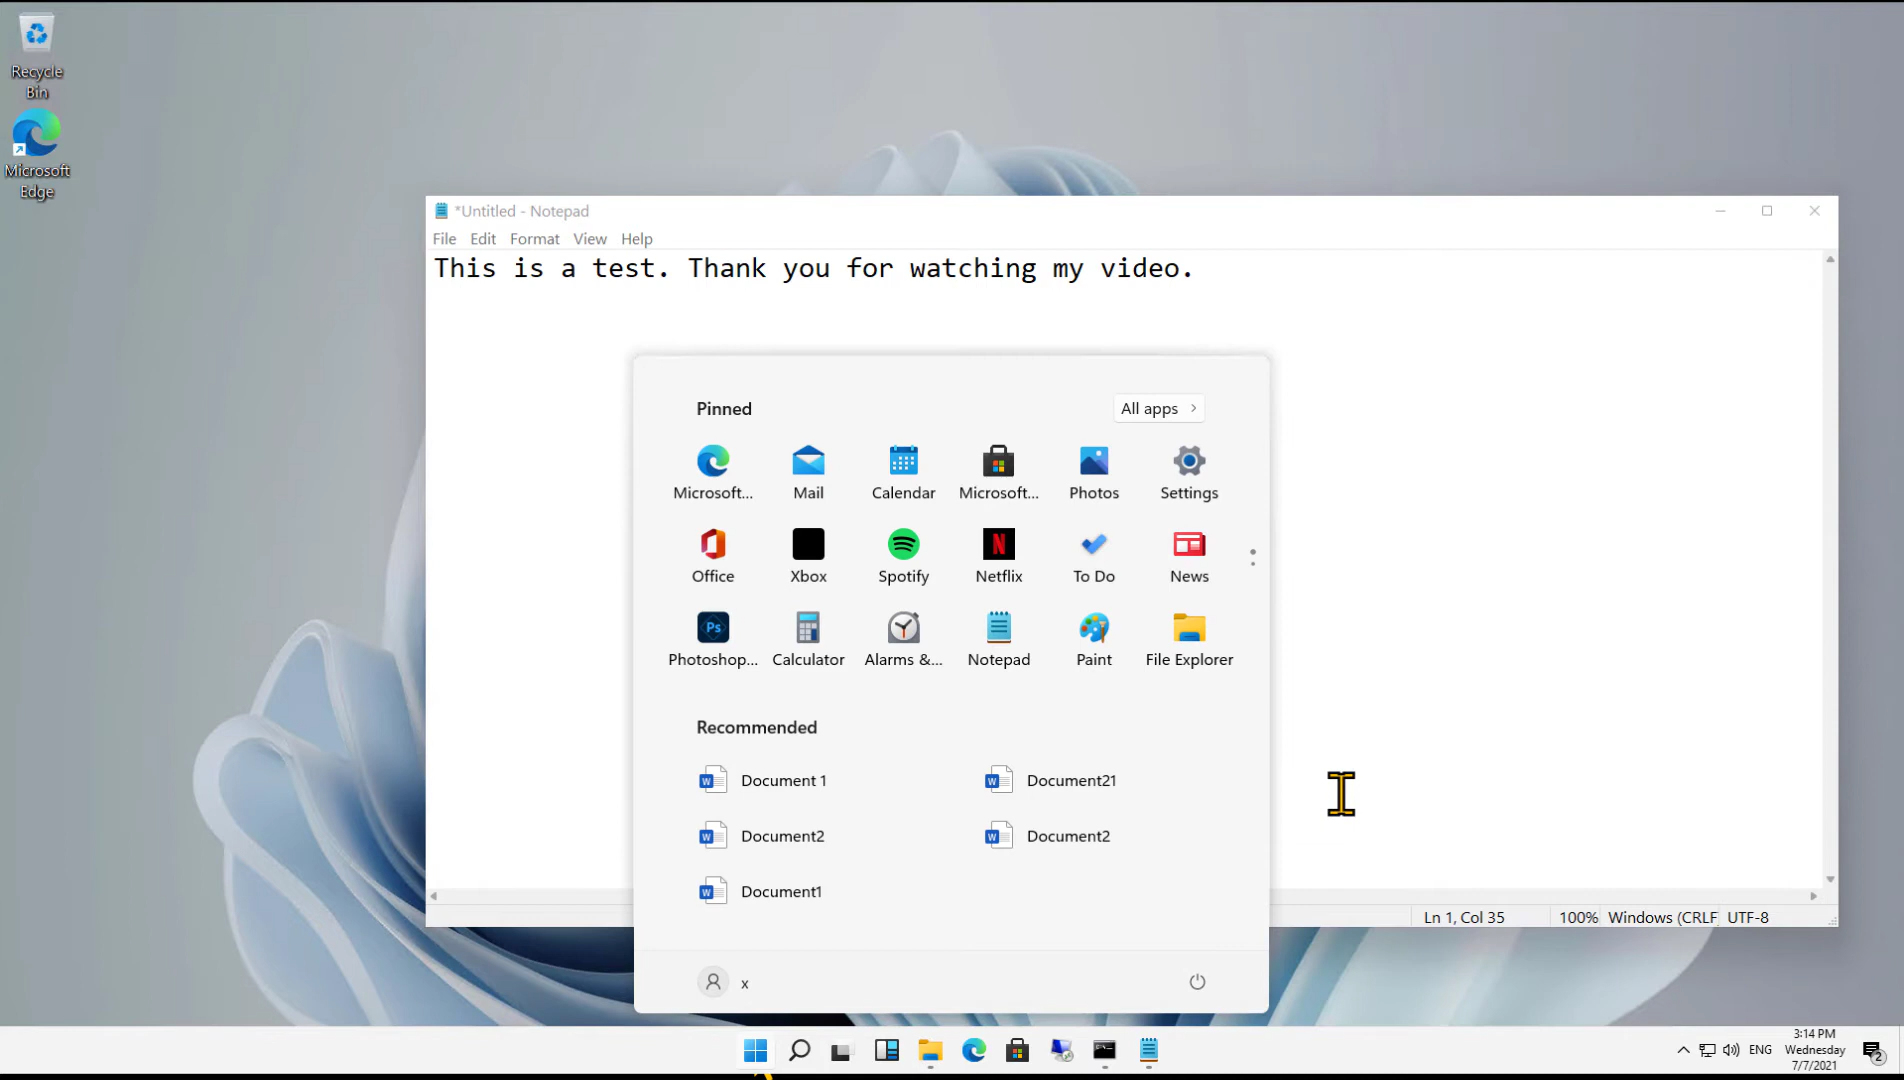 Recycle
Bin
Microsoft
Edge
*Untitled - Notepad
File Edit Format View Help
This is a test. Thank you for watching my video.
Pinned
All apps
Microsoft... Mail Calendar Microsoft... Photos Settings
Office Xbox Spotify Netflix To Do News
Ps
Photoshop... Calculator Alarms &... Notepad Paint File Explorer
Recommended
Document 1 Document21
Document2 Document2
Document1
Ln 1, Col 35 100% Windows (CRLF UTF-8
x
ENG
3:14 PM
Wednesday
7/7/2021
2